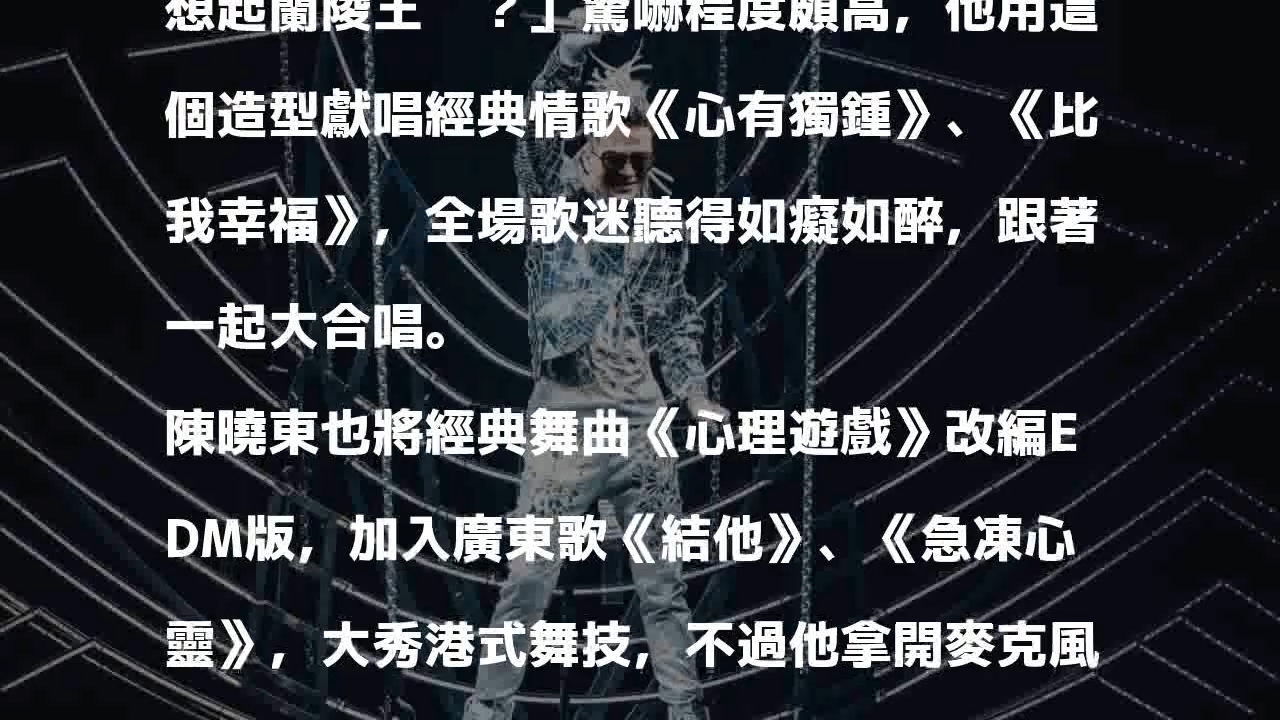 想起蘭陵王 ？」驚嚇程度頗高，他用這
個造型獻唱經典情歌《心有獨鍾》、《比
我幸福》，全場歌迷聽得如癡如醉，跟著
一起大合唱。
陳曉東也將經典舞曲《心理遊戲》改編E
DM版，加入廣東歌《結他》、《急凍心
靈》，大秀港式舞技，不過他拿開麥克風